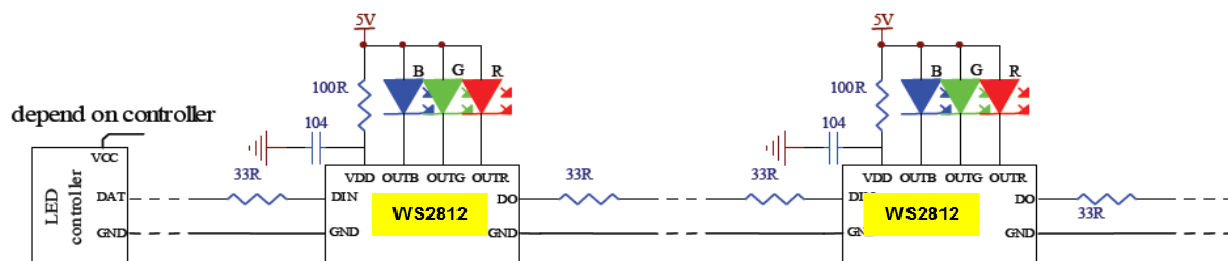 5V
5V
B G R
B G R
100R
100R
depend on controller
104
104
VCC
33R
VDD OUTB OUTG OUTR
33R
33R
VDD OUTB OUTG OUTR
LED controller
DAT
DIN
WS2812
DO
WS2812
DO
33R
GND
GND
GND
GND